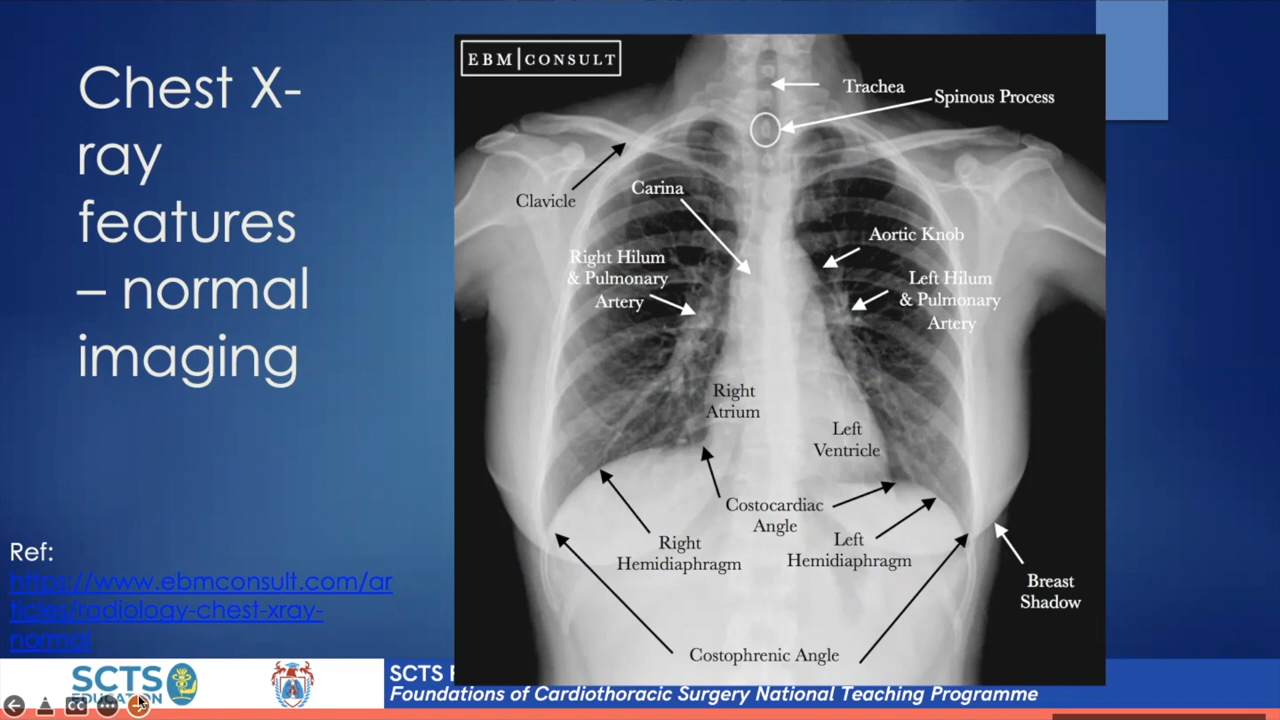 Chest X-
ray
features
– normal
imaging
EBM|CONSULT
Trachea
Spinous Process
Clavicle
Carina
Aortic Knob
Right Hilum
& Pulmonary
Artery
Left Hilum
& Pulmonary
Artery
Right
Atrium
Left
Ventricle
Costocardiac
Angle
Right
Hemidiaphragm
Left
Hemidiaphragm
Breast
Shadow
Costophrenic Angle
Ref:
https://www.ebmconsult.com/ar
ticles/radiology-chest-xray-
normal
SCTS
EDUCATION
SCTS
Foundations of Cardiothoracic Surgery National Teaching Programme
CC